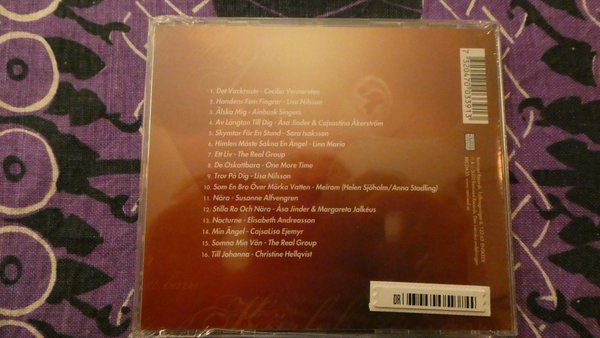 1. Det Vackraste - Cecilia Vennersten
2. Handens Fem Fingrar - Lisa Nilsson
3. Älska Mig - Ainbusk Singers
4. Av Längtan Till Dig - Åsa Jinder & Cajsastina Åkerström
5. Skymtar För En Stund - Sara Isaksson
6. Himlen Måste Sakna En Ängel - Linn Maria
7. Ett Liv - The Real Group
8. De Oskattbara - One More Time
9. Tror På Dig - Lisa Nilsson
10. Som En Bro Över Mörka Vatten - Meiram (Helen Sjöholm/Anna Stadling)
11. Nära - Susanne Alfvengren
12. Stilla Ro Och Nära - Åsa Jinder & Margareta Jalkéus
13. Nocturne - Elisabeth Andreasson
14. Min Ängel - CajsaLisa Ejemyr
15. Somna Min Vän - The Real Group
16. Till Johanna - Christine Hellqvist
7 320470 033913
DR